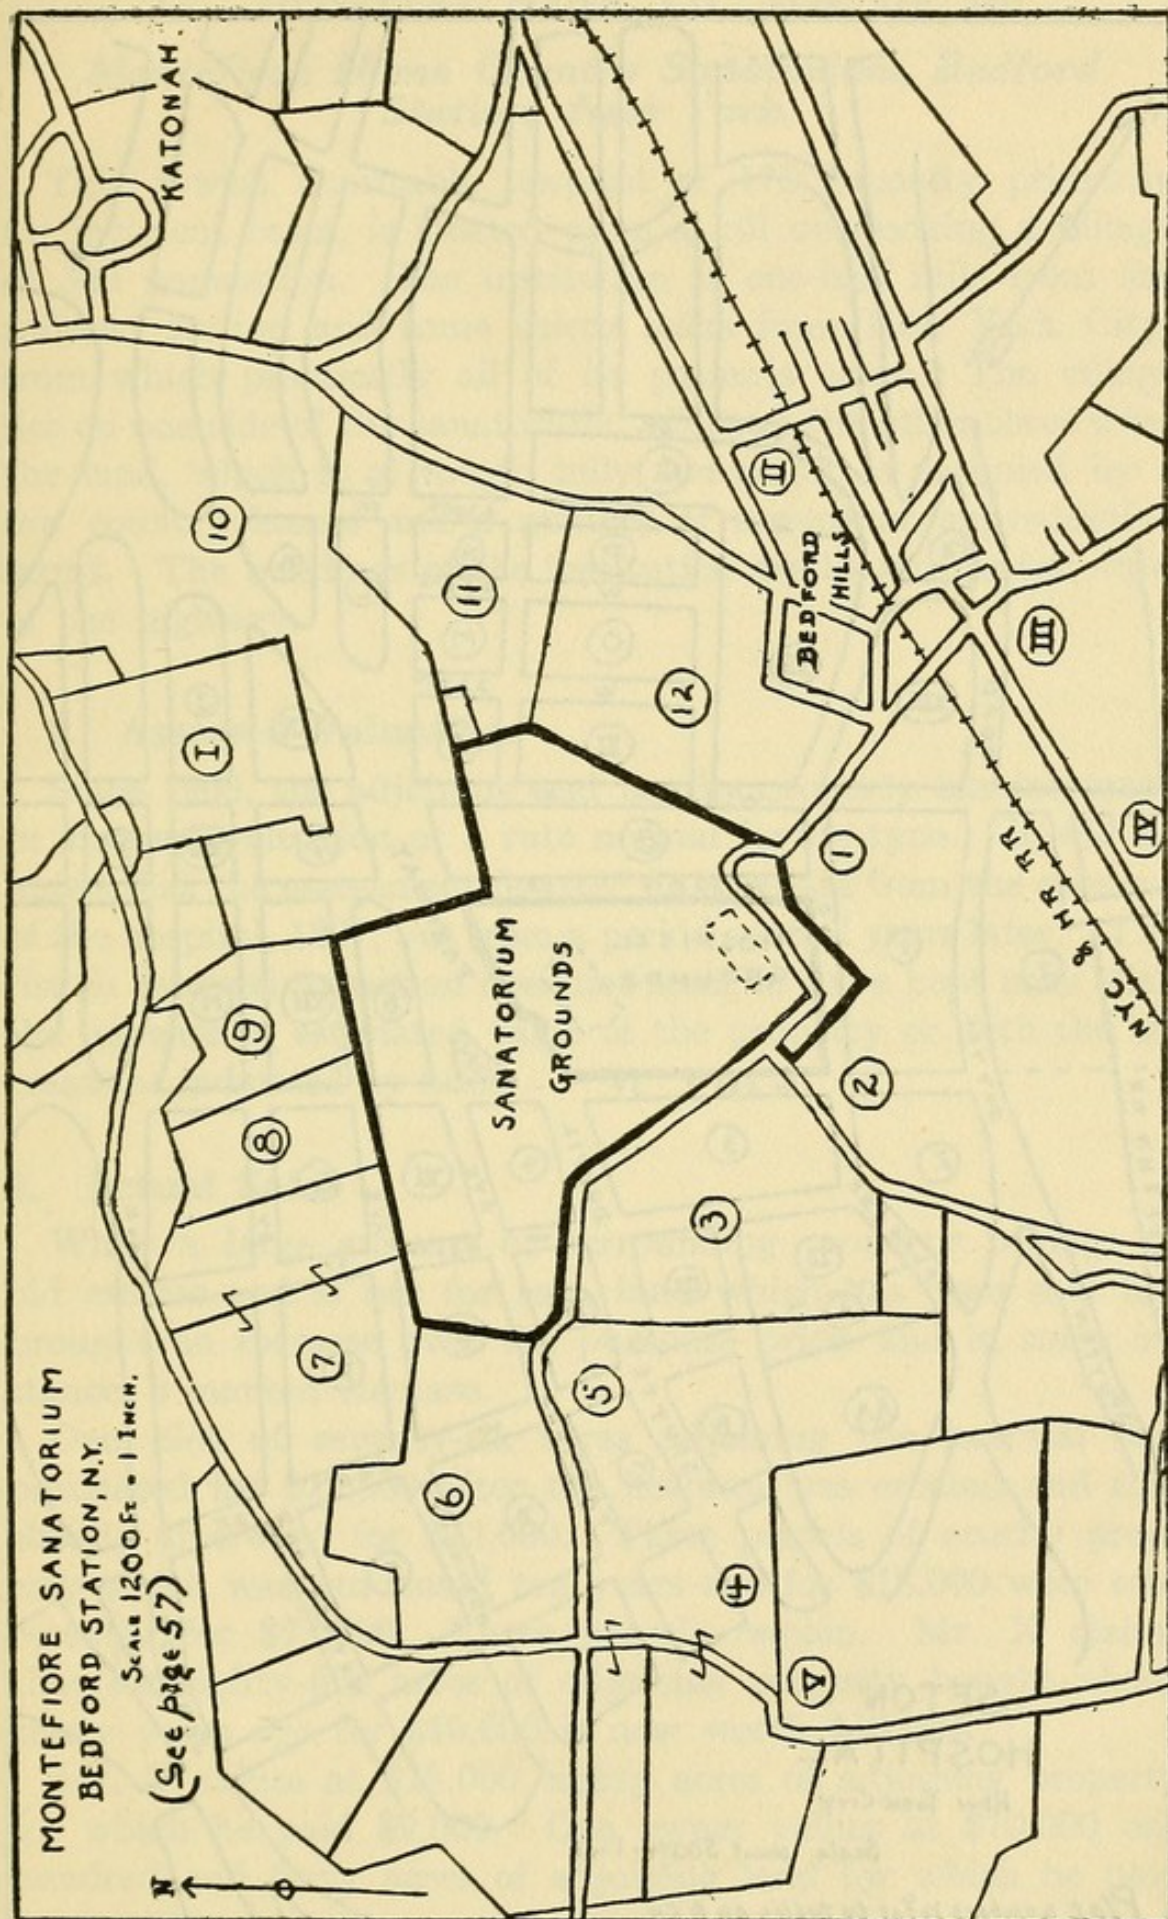 MONTEFIORE SANATORIUM
BEDFORD STATION, N.Y.
SCALE 1200 FT = 1 INCH.
(See page 57)
N
KATONAH.
10
I
11
12
9
8
7
6
SANATORIUM
GROUNDS
II
BEDFORD
HILLS
III
1
IV
NYC & HR RR
2
3
5
4
V